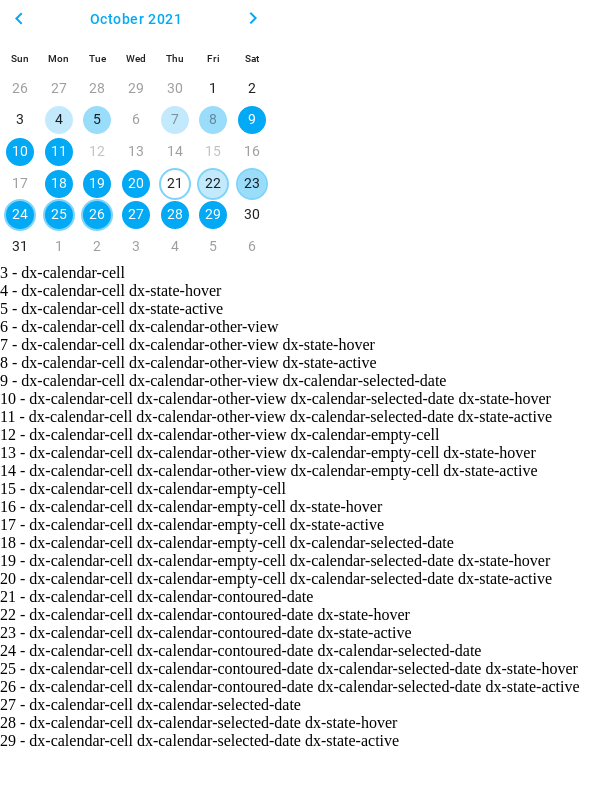 October 2021
Sun Mon Tue Wed Thu Fri Sat
26 27 28 29 30 1 2
3 4 5 6 7 8 9
10 11 12 13 14 15 16
17 18 19 20 21 22 23
24 25 26 27 28 29 30
31 1 2 3 4 5 6
3 - dx-calendar-cell
4 - dx-calendar-cell dx-state-hover
5 - dx-calendar-cell dx-state-active
6 - dx-calendar-cell dx-calendar-other-view
7 - dx-calendar-cell dx-calendar-other-view dx-state-hover
8 - dx-calendar-cell dx-calendar-other-view dx-state-active
9 - dx-calendar-cell dx-calendar-other-view dx-calendar-selected-date
10 - dx-calendar-cell dx-calendar-other-view dx-calendar-selected-date dx-state-hover
11 - dx-calendar-cell dx-calendar-other-view dx-calendar-selected-date dx-state-active
12 - dx-calendar-cell dx-calendar-other-view dx-calendar-empty-cell
13 - dx-calendar-cell dx-calendar-other-view dx-calendar-empty-cell dx-state-hover
14 - dx-calendar-cell dx-calendar-other-view dx-calendar-empty-cell dx-state-active
15 - dx-calendar-cell dx-calendar-empty-cell
16 - dx-calendar-cell dx-calendar-empty-cell dx-state-hover
17 - dx-calendar-cell dx-calendar-empty-cell dx-state-active
18 - dx-calendar-cell dx-calendar-empty-cell dx-calendar-selected-date
19 - dx-calendar-cell dx-calendar-empty-cell dx-calendar-selected-date dx-state-hover
20 - dx-calendar-cell dx-calendar-empty-cell dx-calendar-selected-date dx-state-active
21 - dx-calendar-cell dx-calendar-contoured-date
22 - dx-calendar-cell dx-calendar-contoured-date dx-state-hover
23 - dx-calendar-cell dx-calendar-contoured-date dx-state-active
24 - dx-calendar-cell dx-calendar-contoured-date dx-calendar-selected-date
25 - dx-calendar-cell dx-calendar-contoured-date dx-calendar-selected-date dx-state-hover
26 - dx-calendar-cell dx-calendar-contoured-date dx-calendar-selected-date dx-state-active
27 - dx-calendar-cell dx-calendar-selected-date
28 - dx-calendar-cell dx-calendar-selected-date dx-state-hover
29 - dx-calendar-cell dx-calendar-selected-date dx-state-active